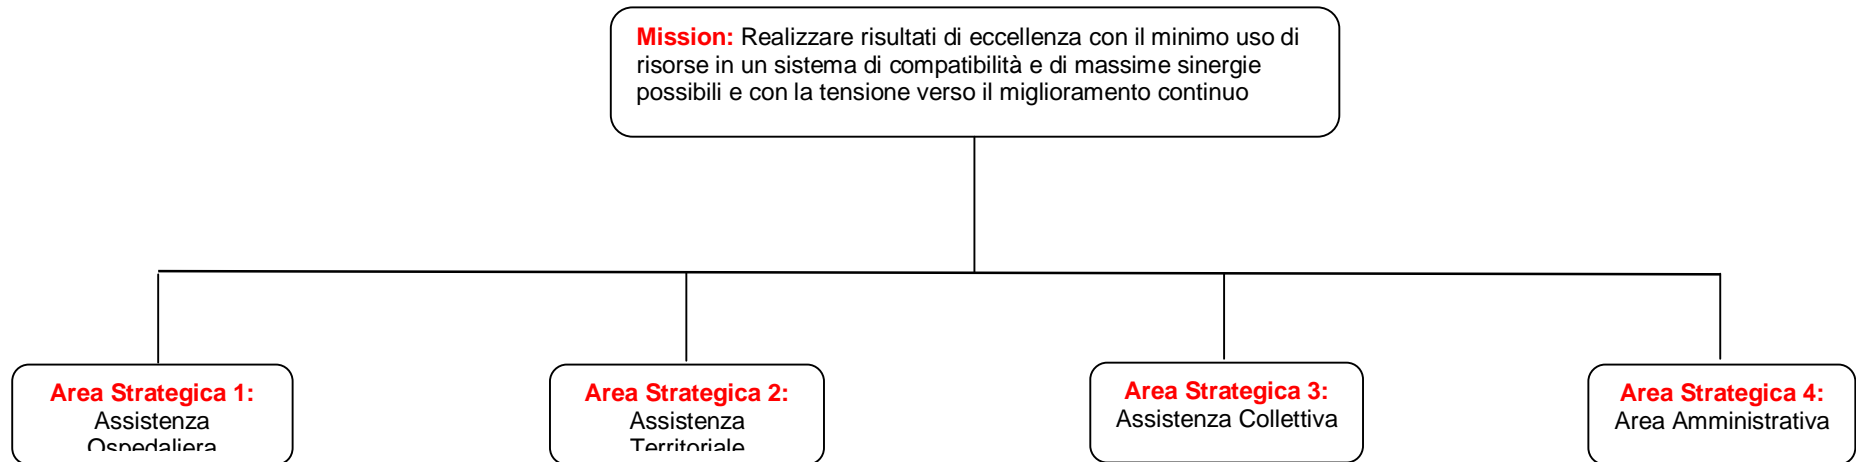 Mission: Realizzare risultati di eccellenza con il minimo uso di
risorse in un sistema di compatibilità e di massime sinergie
possibili e con la tensione verso il miglioramento continuo
Area Strategica 1:
Assistenza
Ospedaliera
Area Strategica 2:
Assistenza
Territoriale
Area Strategica 3:
Assistenza Collettiva
Area Strategica 4:
Area Amministrativa